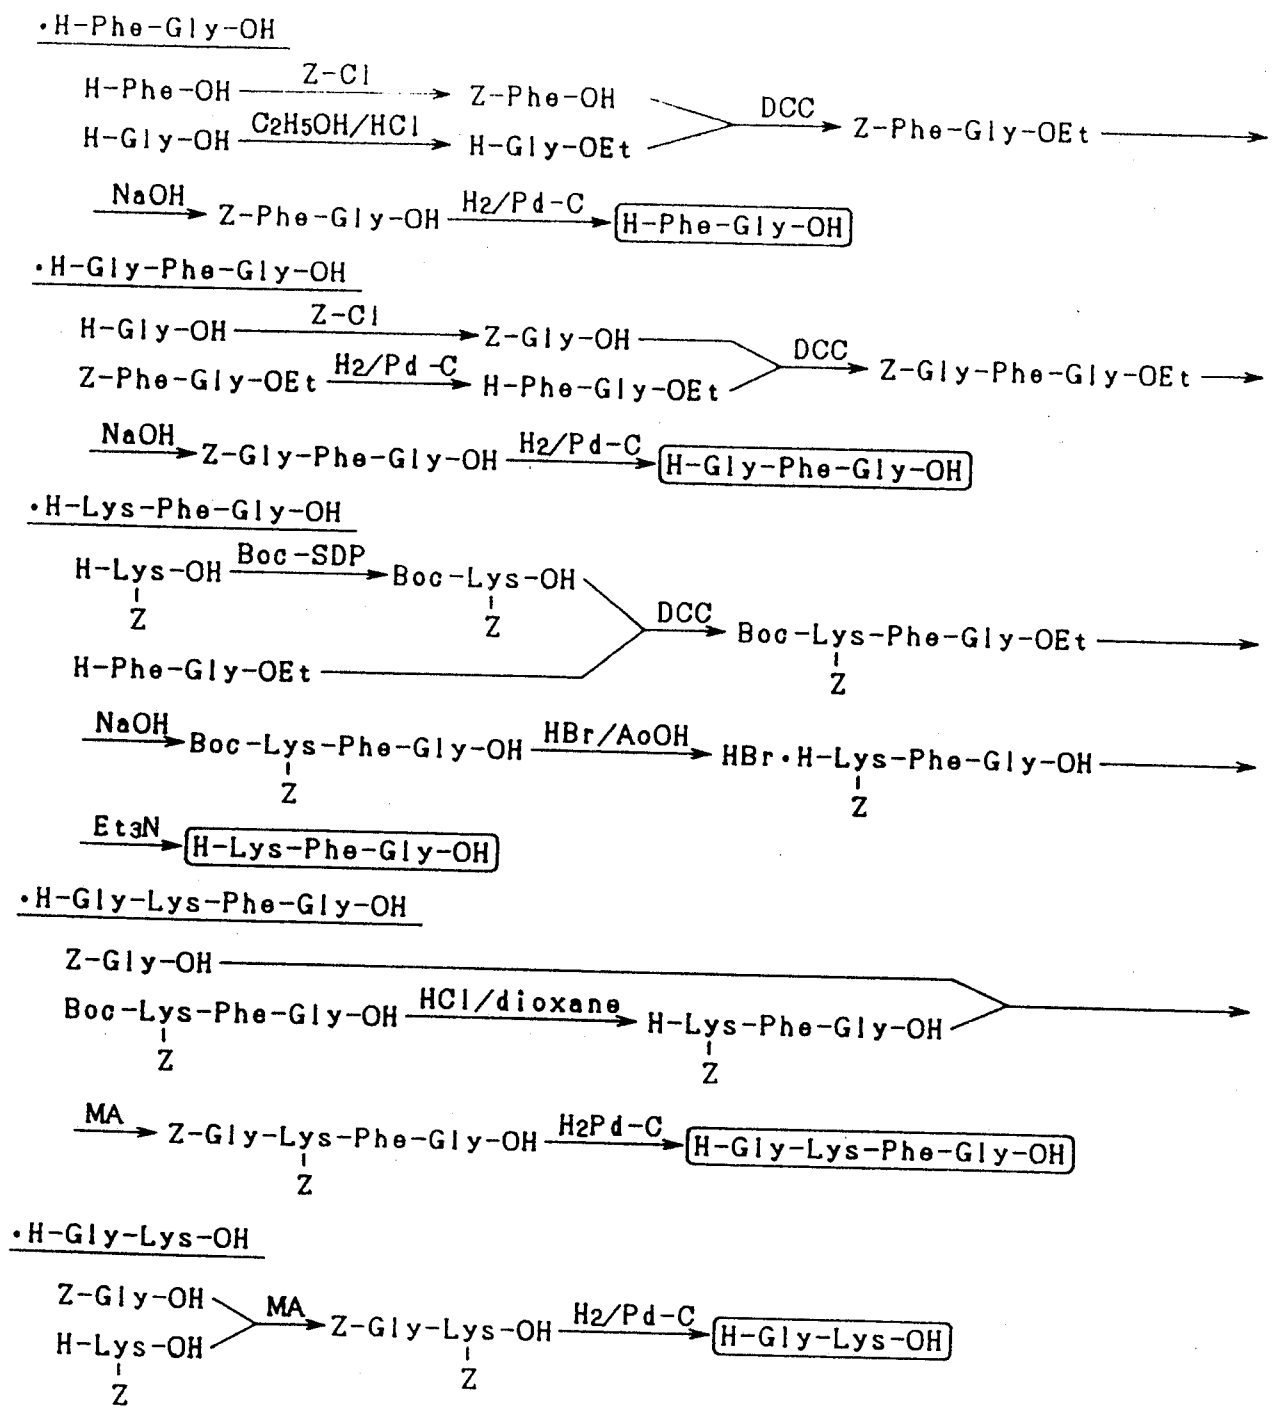 ·H-Phe-Gly-OH
Z-Cl
H-Phe-OH Z-Phe-OH
DCC
C2H5OH/HCl Z-Phe-Gly-OEt
H-Gly-OH H-Gly-OEt
NaOH H2/Pd-C
Z-Phe-Gly-OH H-Phe-Gly-OH
·H-Gly-Phe-Gly-OH
Z-Cl
H-Gly-OH Z-Gly-OH
DCC
H2/Pd-C Z-Gly-Phe-Gly-OEt
Z-Phe-Gly-OEt H-Phe-Gly-OEt
NaOH H2/Pd-C
Z-Gly-Phe-Gly-OH H-Gly-Phe-Gly-OH
·H-Lys-Phe-Gly-OH
Boc-SDP
H-Lys-OH Boc-Lys-OH
Z Z
DCC
Boc-Lys-Phe-Gly-OEt
H-Phe-Gly-OEt
Z
NaOH HBr/AoOH
Boc-Lys-Phe-Gly-OH HBr·H-Lys-Phe-Gly-OH
Z Z
Et3N
H-Lys-Phe-Gly-OH
·H-Gly-Lys-Phe-Gly-OH
Z-Gly-OH
HCl/dioxane
Boc-Lys-Phe-Gly-OH H-Lys-Phe-Gly-OH
Z Z
MA H2Pd-C
Z-Gly-Lys-Phe-Gly-OH H-Gly-Lys-Phe-Gly-OH
Z
·H-Gly-Lys-OH
Z-Gly-OH
MA H2/Pd-C
Z-Gly-Lys-OH H-Gly-Lys-OH
H-Lys-OH
Z Z